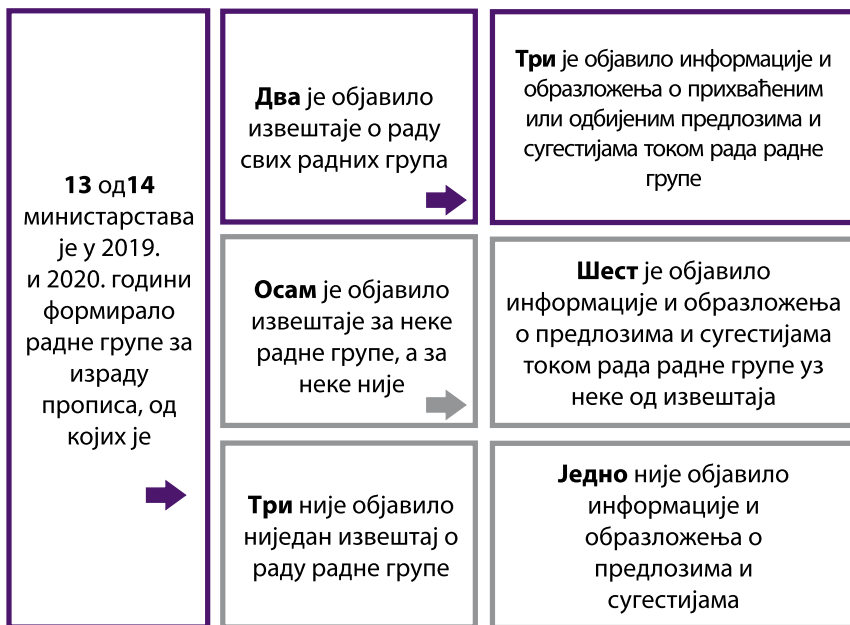 13 од14
министарстава
је у 2019.
и 2020. години
формирало
радне групе за
израду
прописа, од
којих је
Два је објавило
извештаје о раду
свих радних група
Три је објавило информације и
образложења о прихваћеним
или одбијеним предлозима и
сугестијама током рада радне
групе
Осам је објавило
извештаје за неке
радне групе, а за
неке није
Шест је објавило
информације и образложења
о предлозима и сугестијама
током рада радне групе уз
неке од извештаја
Три није објавило
ниједан извештај о
раду радне групе
Једно није објавило
информације и
образложења о
предлозима и
сугестијама